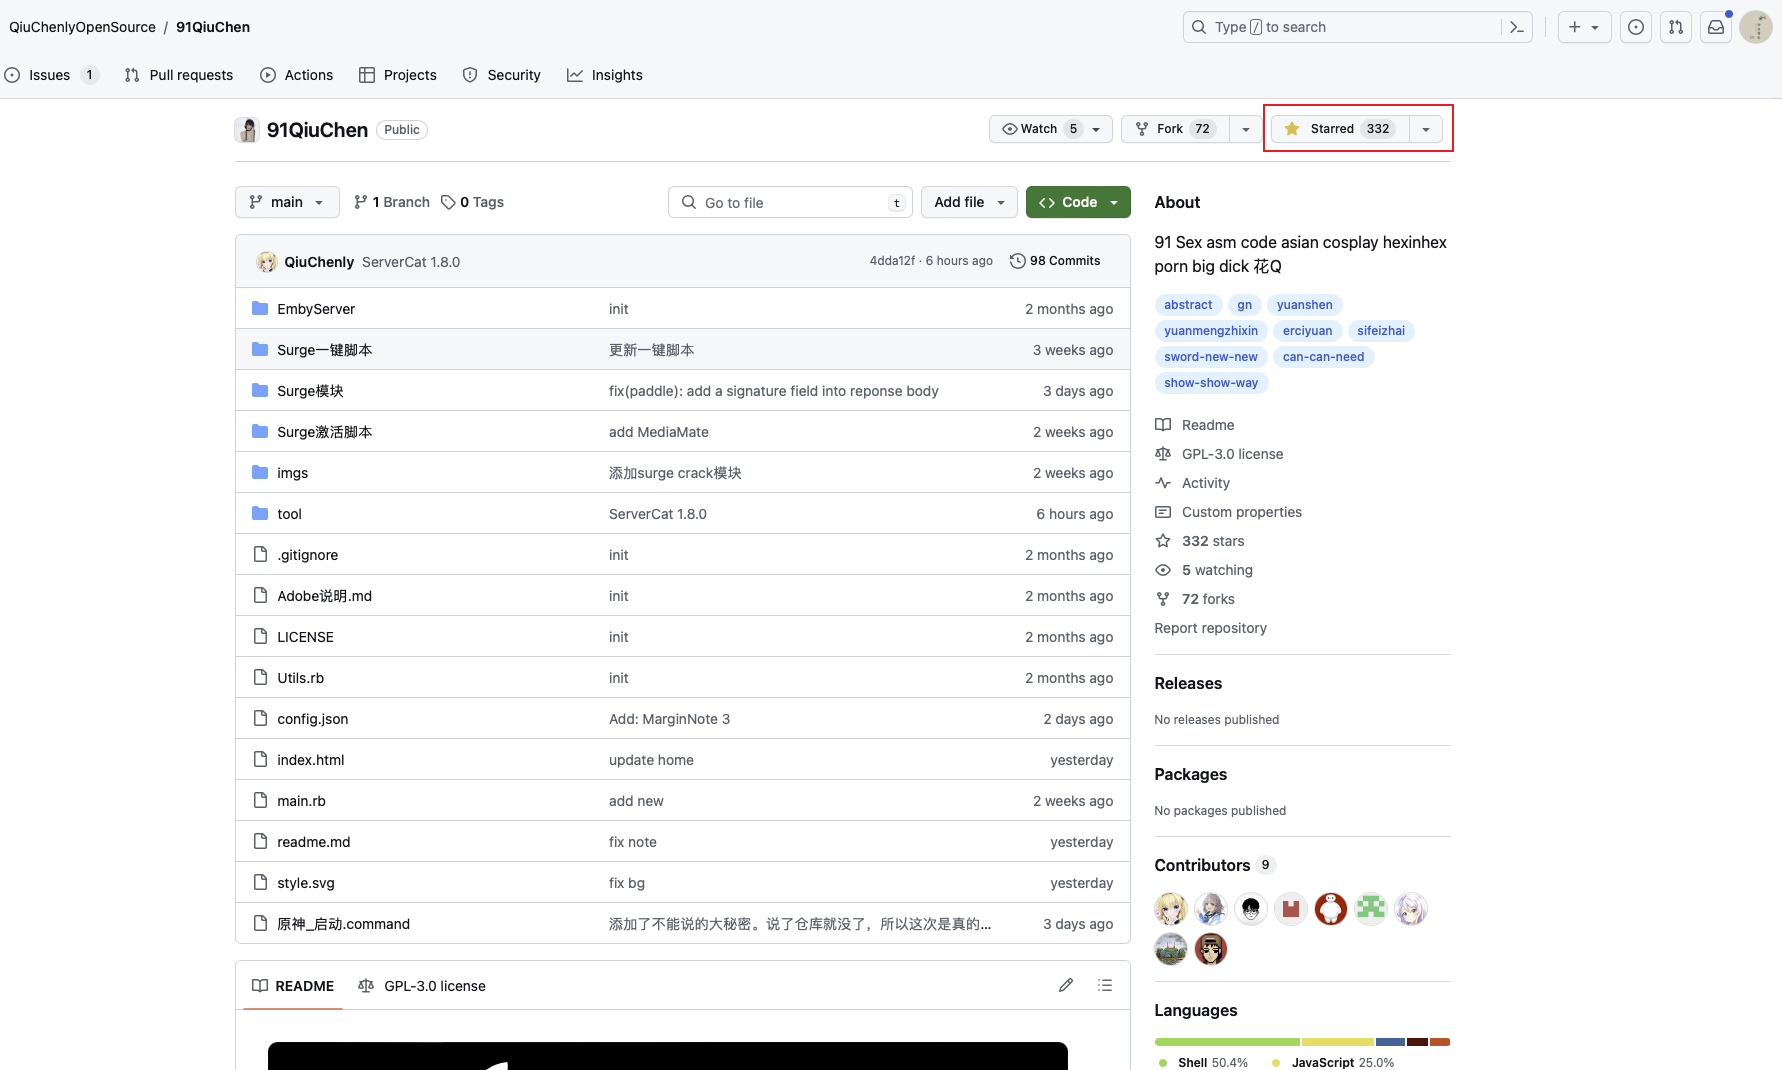 QiuChenlyOpenSource / 91QiuChen
Type / to search
Issues 1 Pull requests Actions Projects Security Insights
91QiuChen Public
Watch 5 Fork 72 Starred 332
main 1 Branch 0 Tags Go to file t Add file Code
QiuChenly ServerCat 1.8.0 4dda12f · 6 hours ago 98 Commits
EmbyServer init 2 months ago
Surge一键脚本 更新一键脚本 3 weeks ago
Surge模块 fix(paddle): add a signature field into reponse body 3 days ago
Surge激活脚本 add MediaMate 2 weeks ago
imgs 添加surge crack模块 2 weeks ago
tool ServerCat 1.8.0 6 hours ago
.gitignore init 2 months ago
Adobe说明.md init 2 months ago
LICENSE init 2 months ago
Utils.rb init 2 months ago
config.json Add: MarginNote 3 2 days ago
index.html update home yesterday
main.rb add new 2 weeks ago
readme.md fix note yesterday
style.svg fix bg yesterday
原神_启动.command 添加了不能说的大秘密。说了仓库就没了，所以这次是真的... 3 days ago
README GPL-3.0 license
About
91 Sex asm code asian cosplay hexinhex
porn big dick 花Q
abstract gn yuanshen
yuanmengzhixin erciyuan sifeizhai
sword-new-new can-can-need
show-show-way
Readme
GPL-3.0 license
Activity
Custom properties
332 stars
5 watching
72 forks
Report repository
Releases
No releases published
Packages
No packages published
Contributors 9
Languages
Shell 50.4% JavaScript 25.0%